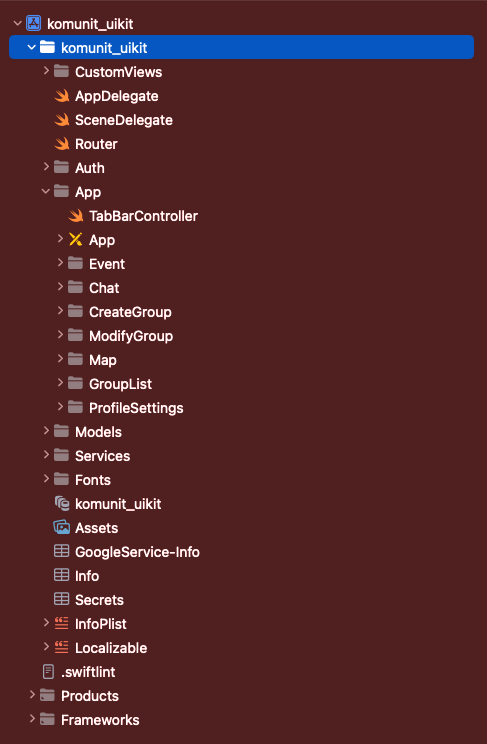 komunit_uikit
komunit_uikit
CustomViews
AppDelegate
SceneDelegate
Router
Auth
App
TabBarController
App
Event
Chat
CreateGroup
ModifyGroup
Map
GroupList
ProfileSettings
Models
Services
Fonts
komunit_uikit
Assets
GoogleService-Info
Info
Secrets
InfoPlist
Localizable
.swiftlint
Products
Frameworks